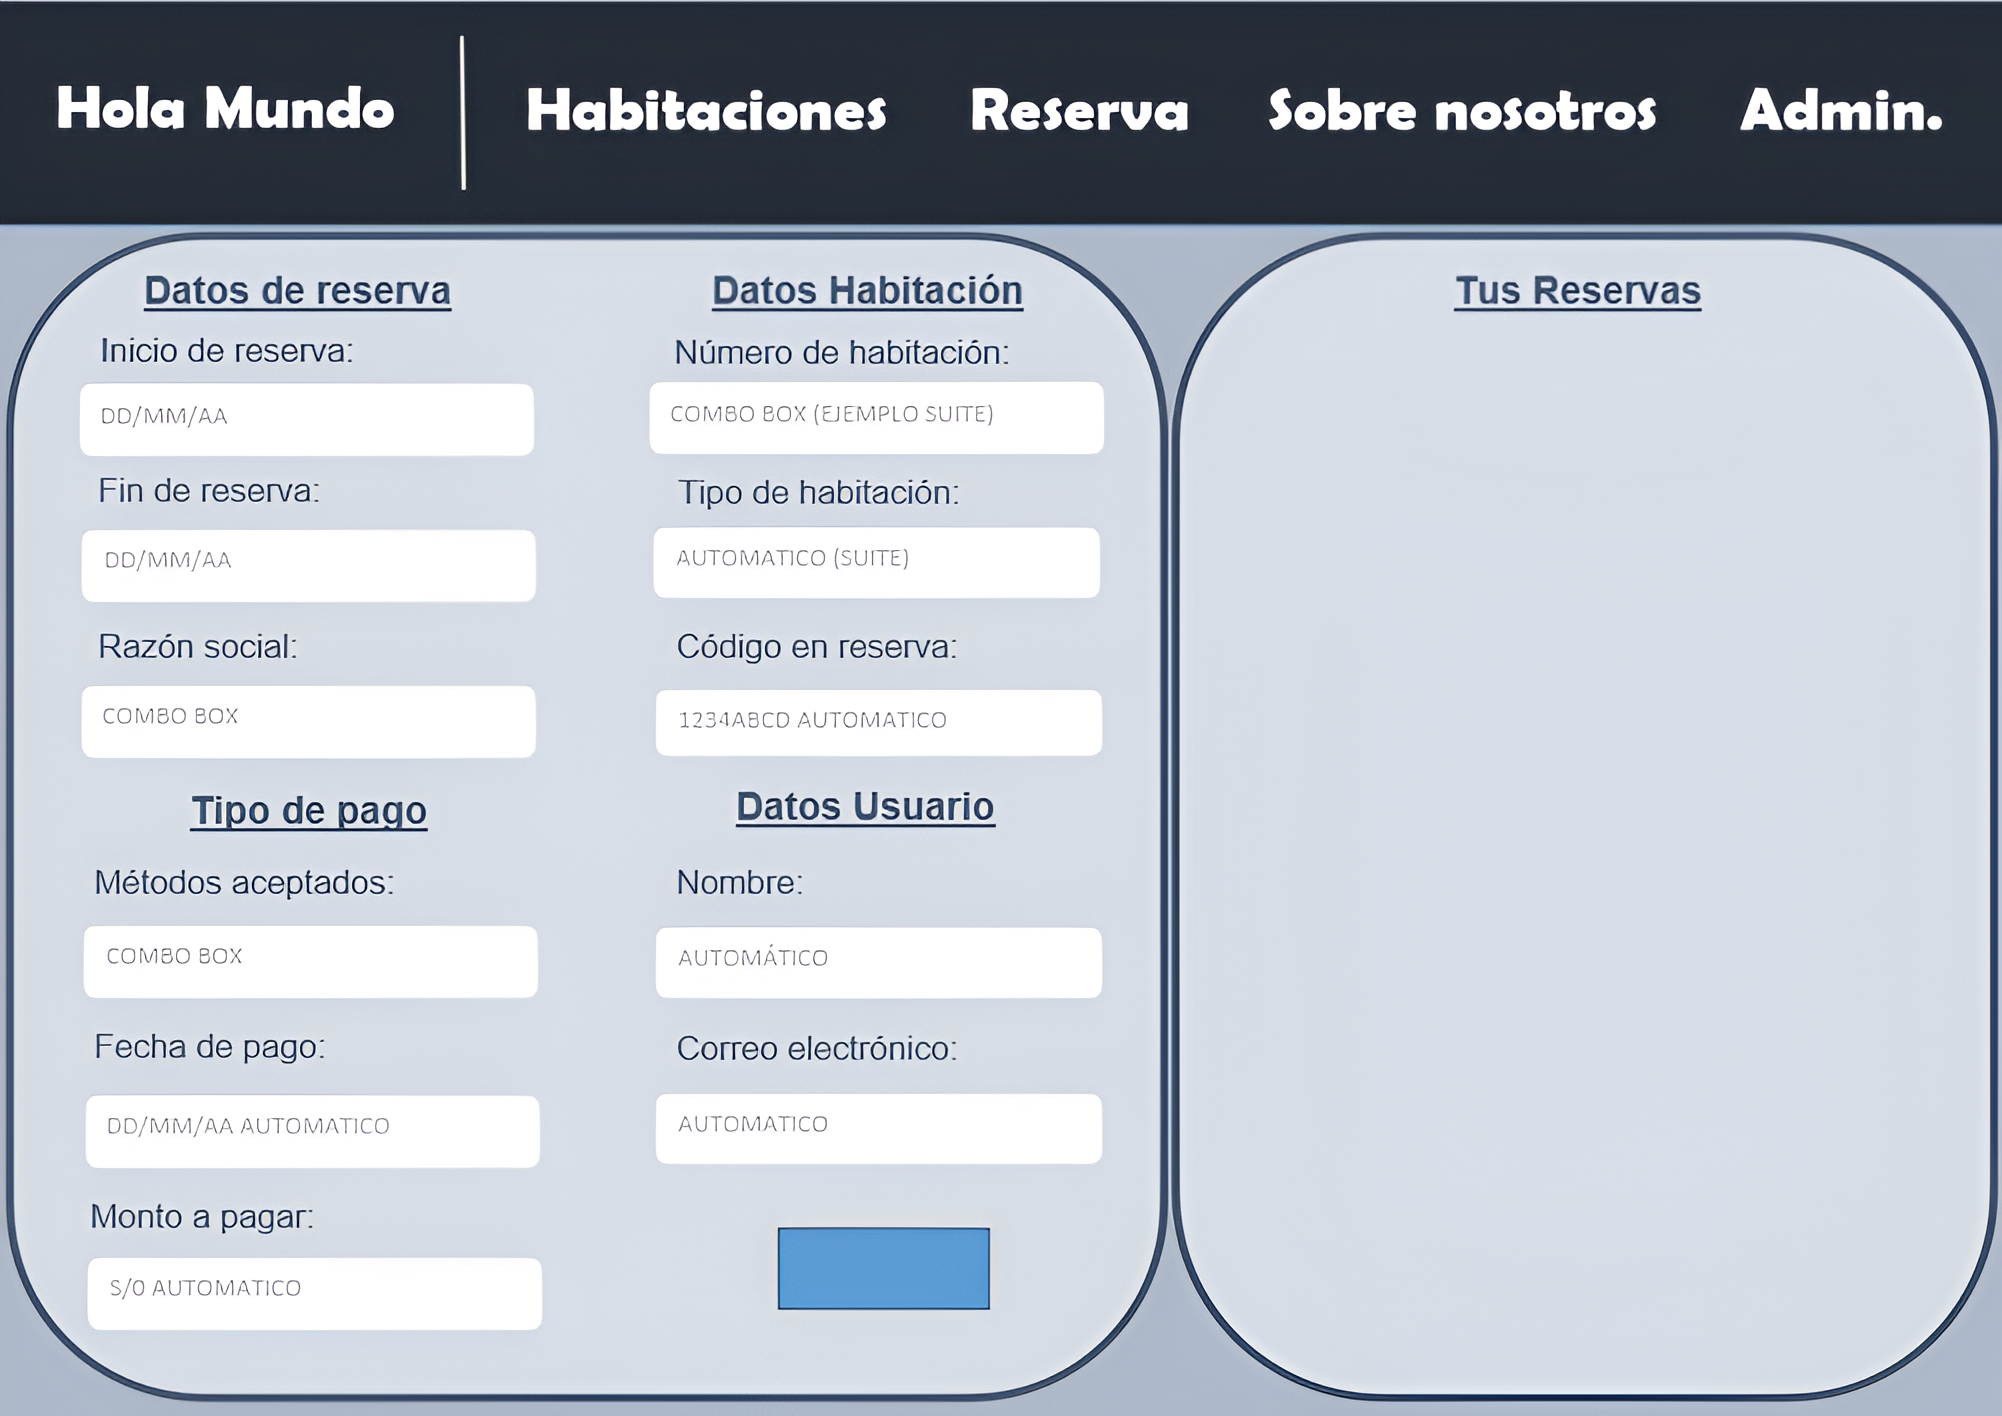 Hola Mundo
Habitaciones
Reserva
Sobre nosotros
Admin.
Datos de reserva
Inicio de reserva:
DD/MM/AA
Fin de reserva:
DD/MM/AA
Razón social:
COMBO BOX
Tipo de pago
Métodos aceptados:
COMBO BOX
Fecha de pago:
DD/MM/AA AUTOMATICO
Monto a pagar:
S/0 AUTOMATICO
Datos Habitación
Número de habitación:
COMBO BOX (EJEMPLO SUITE)
Tipo de habitación:
AUTOMATICO (SUITE)
Código en reserva:
1234ABCD AUTOMATICO
Datos Usuario
Nombre:
AUTOMÁTICO
Correo electrónico:
AUTOMATICO
Tus Reservas